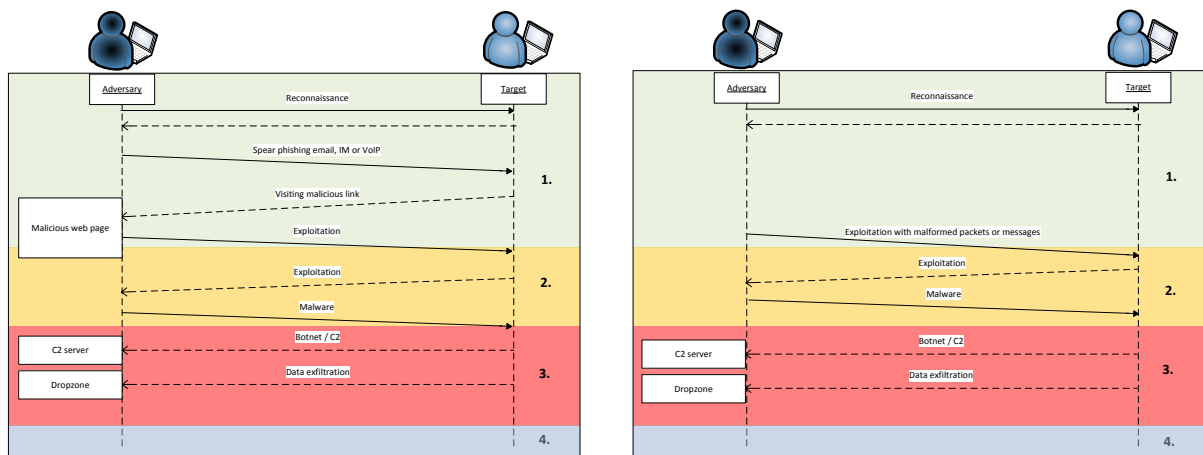 Adversary
Target
Reconnaissance
Spear phishing email, IM or VoIP
1.
Visiting malicious link
Malicious web page
Exploitation
Exploitation
2.
Malware
Botnet / C2
C2 server
3.
Data exfiltration
Dropzone
4.
Adversary
Target
Reconnaissance
1.
Exploitation with malformed packets or messages
Exploitation
2.
Malware
Botnet / C2
C2 server
3.
Data exfiltration
Dropzone
4.